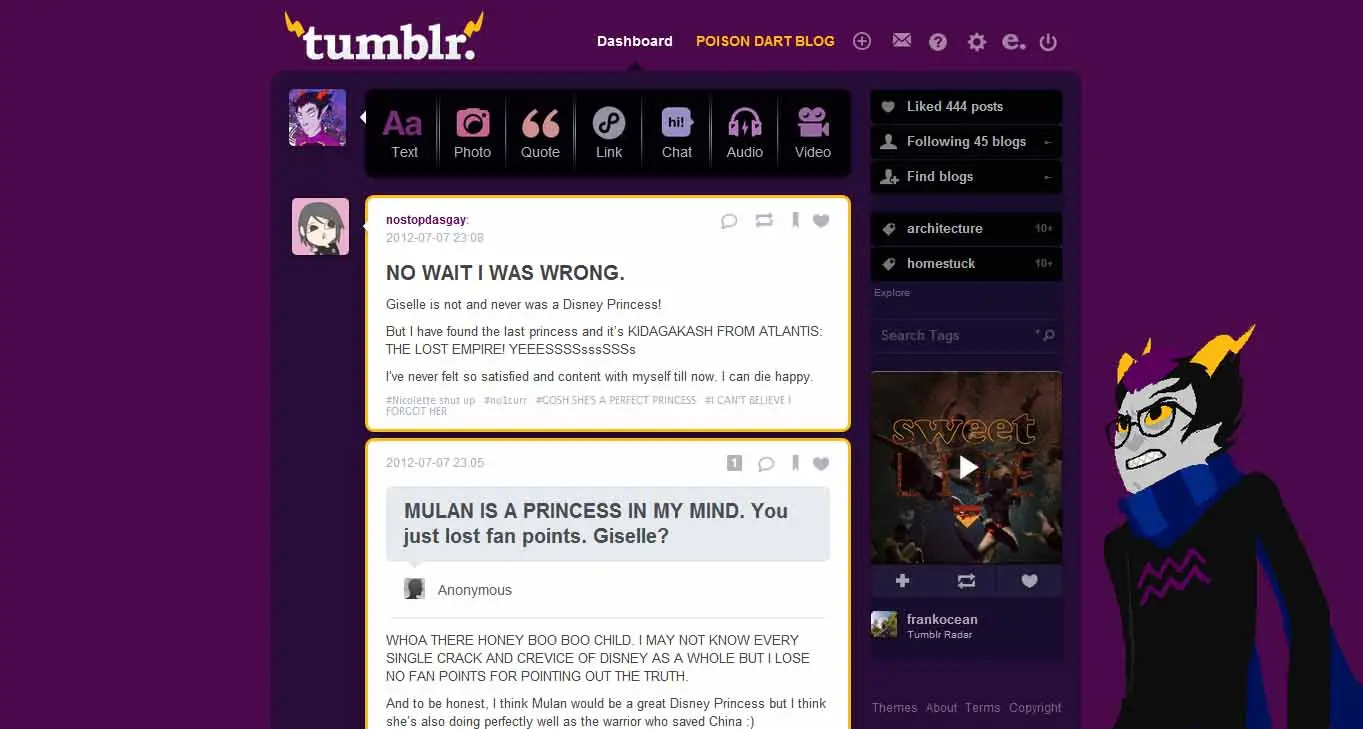 tumblr.
Dashboard
POISON DART BLOG
Aa
Text
Photo
Quote
Link
hi!
Chat
Audio
Video
Liked 444 posts
Following 45 blogs
Find blogs
architecture 10+
homestuck 10+
Explore
Search Tags
nostopdasgay:
2012-07-07 23:08
NO WAIT I WAS WRONG.
Giselle is not and never was a Disney Princess!
But I have found the last princess and it's KIDAGAKASH FROM ATLANTIS:
THE LOST EMPIRE! YEEESSSSsssSSSs
I've never felt so satisfied and content with myself till now. I can die happy.
#Nicolette shut up #no1curr #GOSH SHE'S A PERFECT PRINCESS #I CAN'T BELIEVE I
FORGOT HER
2012-07-07 23:05
1
MULAN IS A PRINCESS IN MY MIND. You
just lost fan points. Giselle?
Anonymous
WHOA THERE HONEY BOO BOO CHILD. I MAY NOT KNOW EVERY
SINGLE CRACK AND CREVICE OF DISNEY AS A WHOLE BUT I LOSE
NO FAN POINTS FOR POINTING OUT THE TRUTH.
And to be honest, I think Mulan would be a great Disney Princess but I think
she's also doing perfectly well as the warrior who saved China :)
sweet
LIFE
frankocean
Tumblr Radar
Themes About Terms Copyright